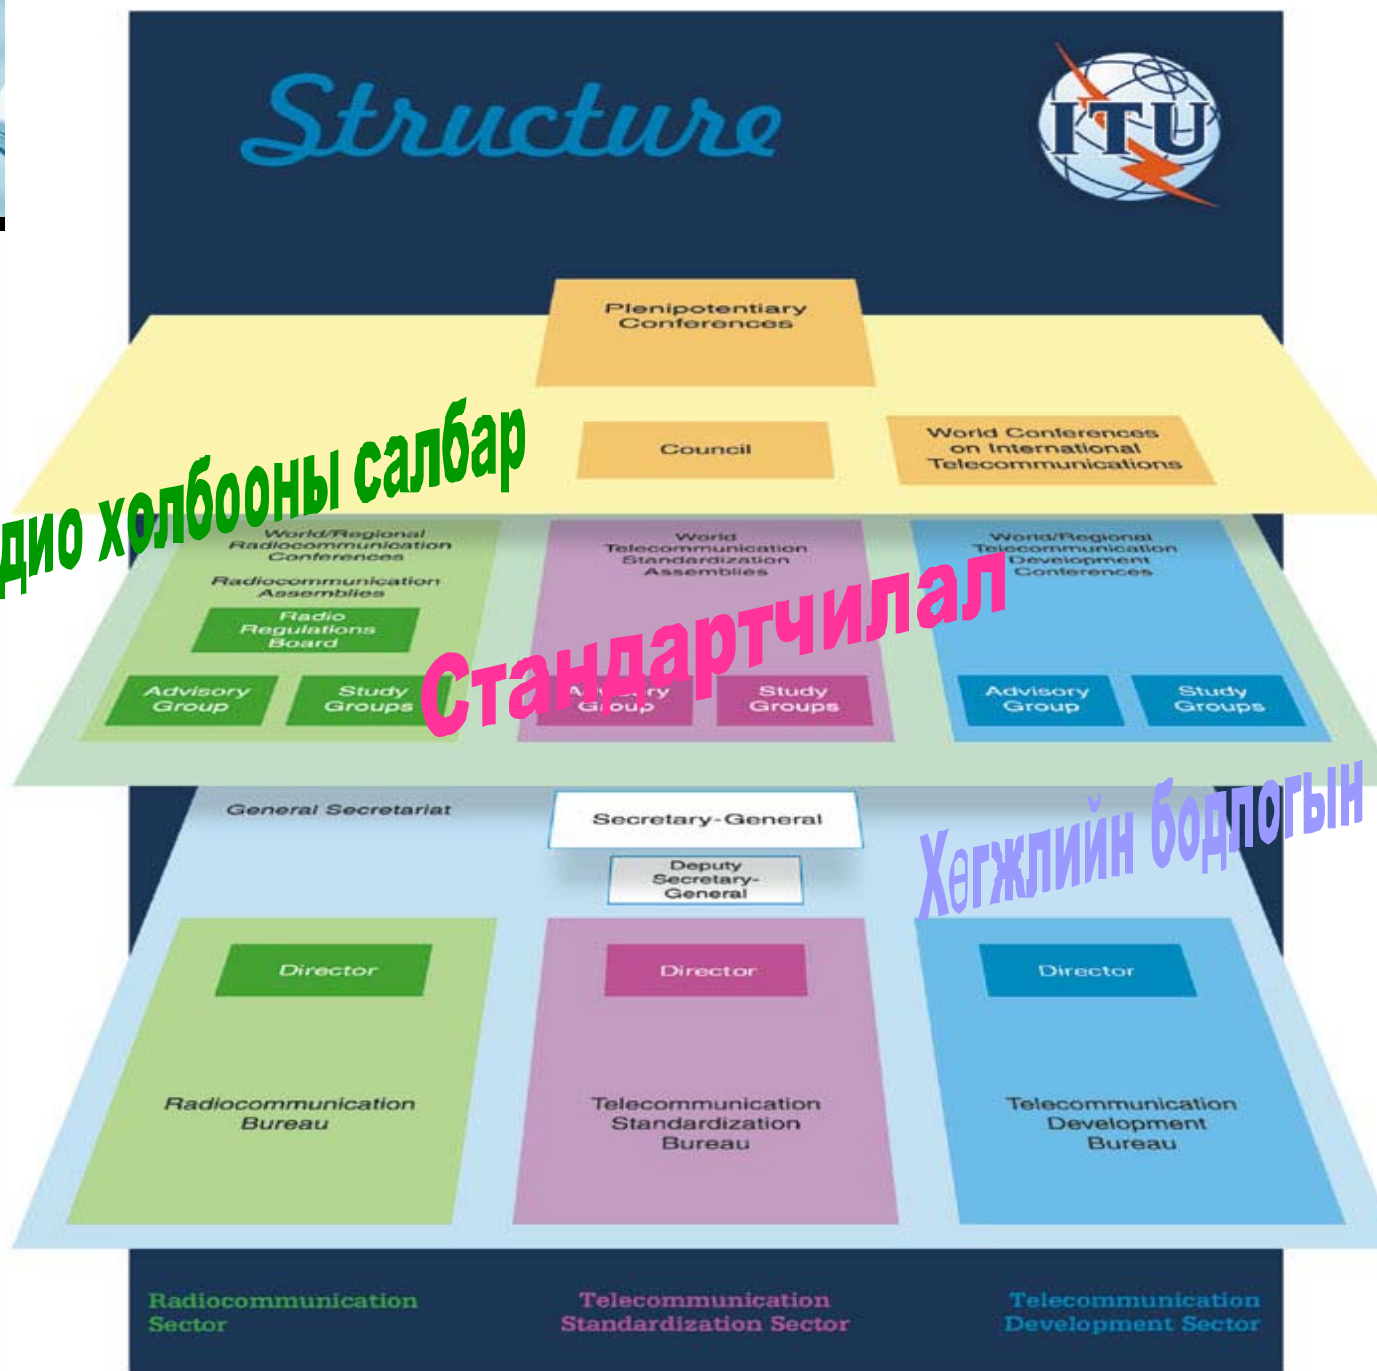 Structure
ITU
Plenipotentiary
Conferences
Council
World Conferences
on International
Telecommunications
дио холбооны салбар
World/Regional
Radiocommunication
Conferences
Radiocommunication
Assemblies
Radio
Regulations
Board
Advisory
Group
Study
Groups
World
Telecommunication
Standardization
Assemblies
Стандартчилал
Advisory
Group
Study
Groups
World/Regional
Telecommunication
Development
Conferences
Advisory
Group
Study
Groups
General Secretariat
Secretary-General
Deputy
Secretary-
General
Хөгжлийн бодлогын
Director
Radiocommunication
Bureau
Director
Telecommunication
Standardization
Bureau
Director
Telecommunication
Development
Bureau
Radiocommunication
Sector
Telecommunication
Standardization Sector
Telecommunication
Development Sector